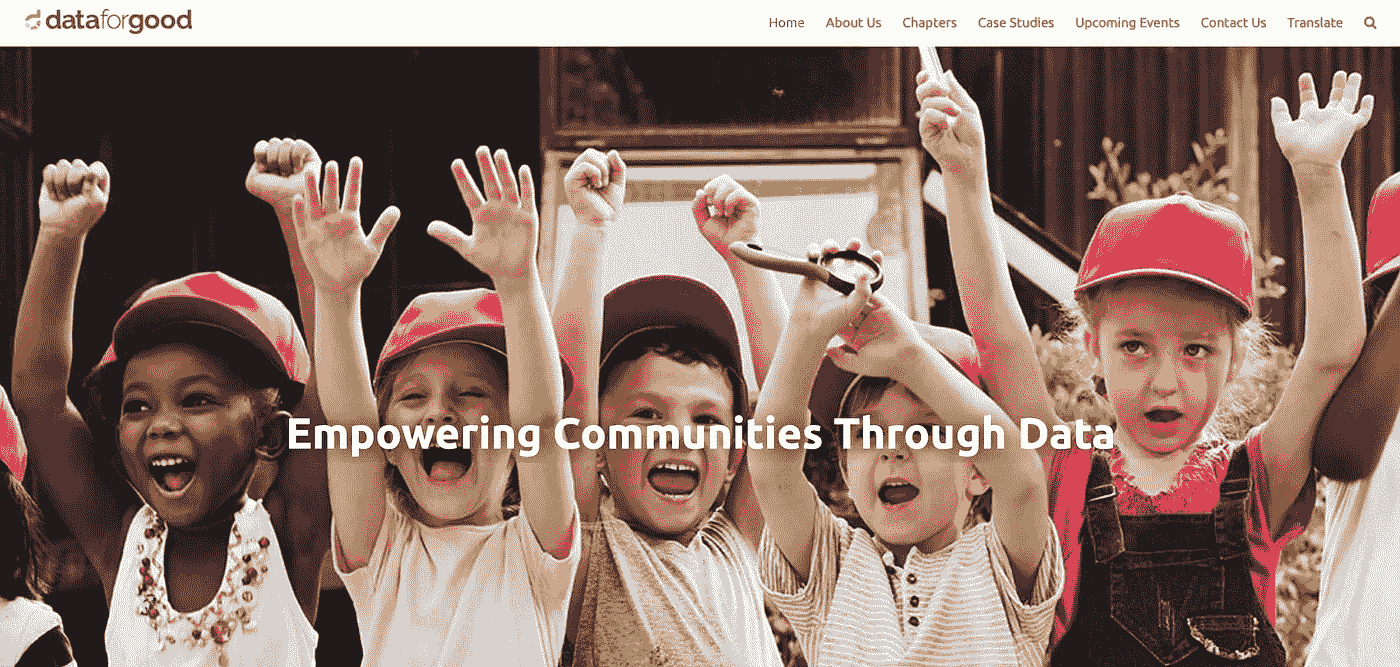 dataforgood
Home About Us Chapters Case Studies Upcoming Events Contact Us Translate
Empowering Communities Through Data